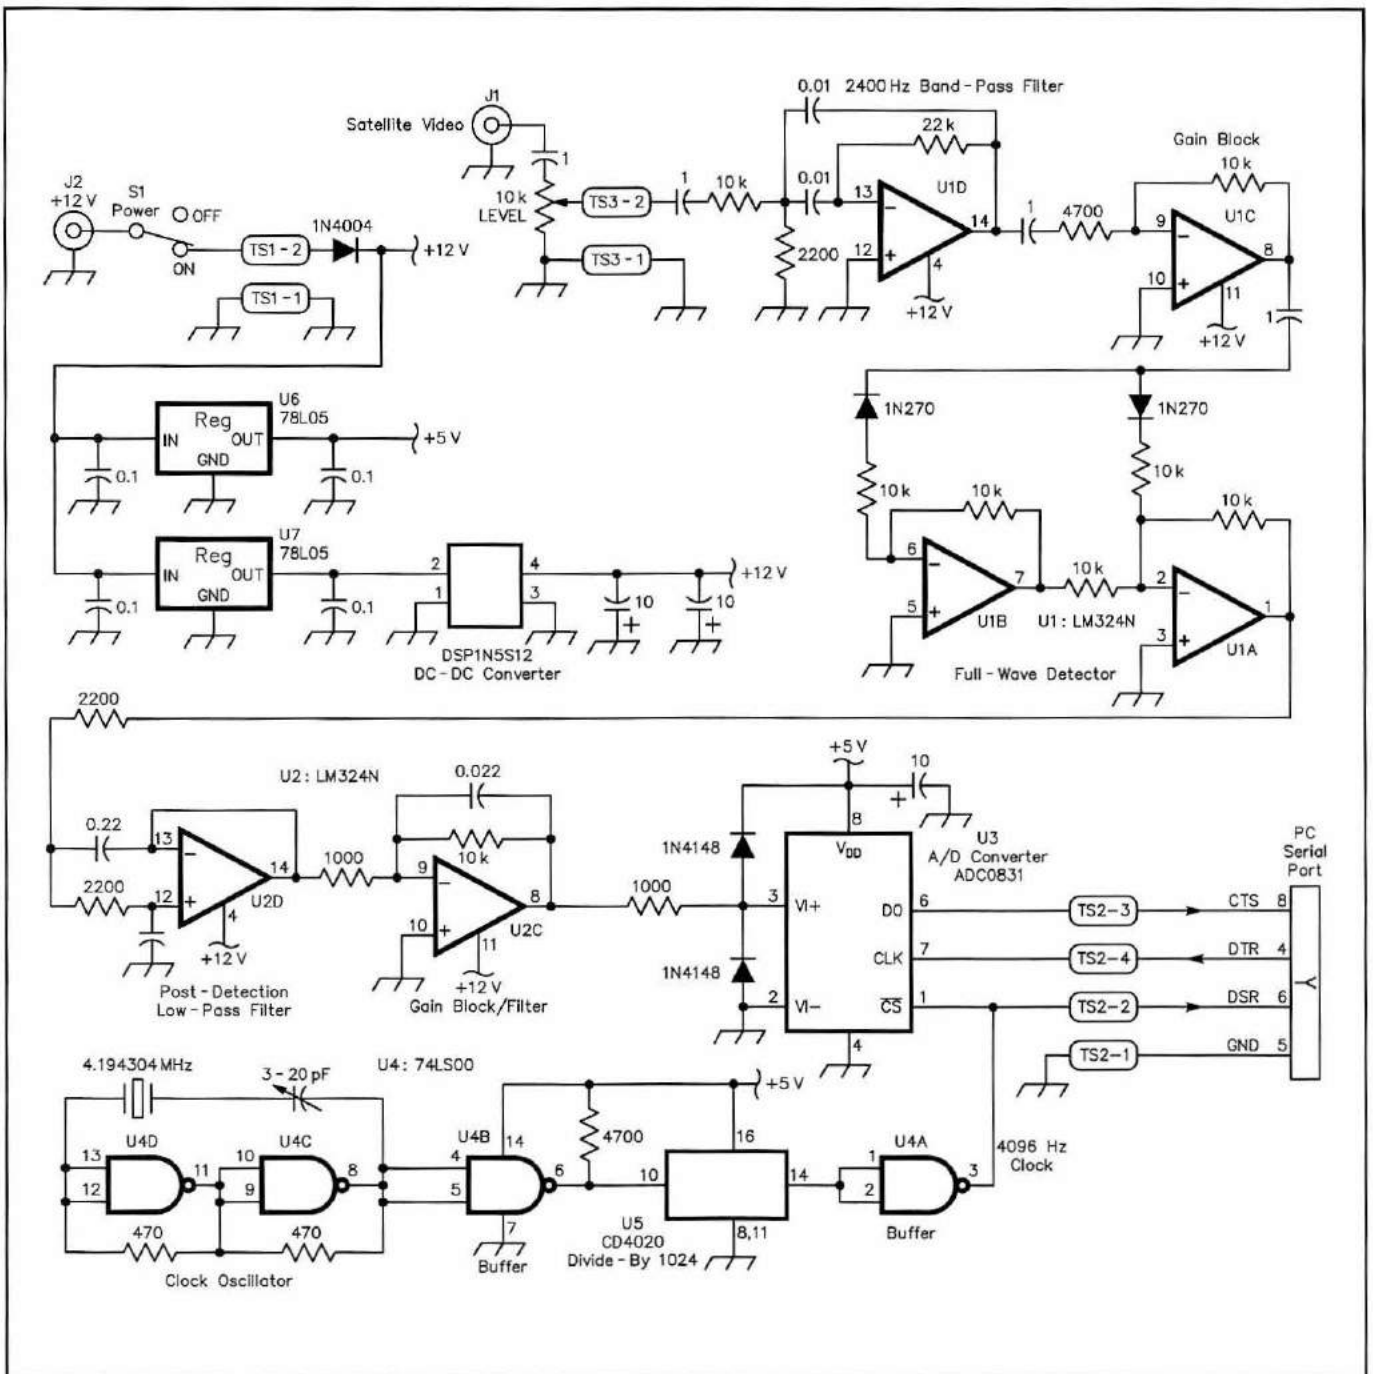 0.01 2400 Hz Band-Pass Filter
J1
Satellite Video
22k
Gain Block
10k
J2
+12 V
S1
Power
OFF
ON
TS1-2
1N4004
+12 V
TS1-1
1
10k
LEVEL
TS3-2
TS3-1
1
10k
0.01
2200
13
12
U1D
14
4
+12 V
1
4700
9
10
U1C
8
11
+12 V
1
1N270
1N270
10k
10k
10k
10k
6
5
7
U1B
10k
U1: LM324N
2
3
1
U1A
Full-Wave Detector
U6
78L05
Reg
IN
OUT
GND
0.1
0.1
+5 V
U7
78L05
Reg
IN
OUT
GND
0.1
0.1
2
1
4
3
DSP1N5S12
DC-DC Converter
10
+
10
+
+12 V
2200
U2: LM324N
0.22
2200
13
12
14
U2D
4
+12 V
Post-Detection
Low-Pass Filter
1000
0.022
10k
9
10
8
U2C
11
+12 V
Gain Block/Filter
1000
1N4148
1N4148
+5 V
10
+
8
VDD
U3
A/D Converter
ADC0831
3
VI+
2
VI-
DO
6
CLK
7
CS
1
4
PC
Serial
Port
TS2-3
CTS
8
TS2-4
DTR
4
TS2-2
DSR
6
TS2-1
GND
5
Y
4.194304 MHz
3-20 pF
U4: 74LS00
U4D
13
12
11
U4C
10
9
8
470
470
Clock Oscillator
U4B
4
5
14
6
7
Buffer
4700
+5 V
16
10
14
8,11
U5
CD4020
Divide-By 1024
U4A
1
2
3
Buffer
4096 Hz
Clock